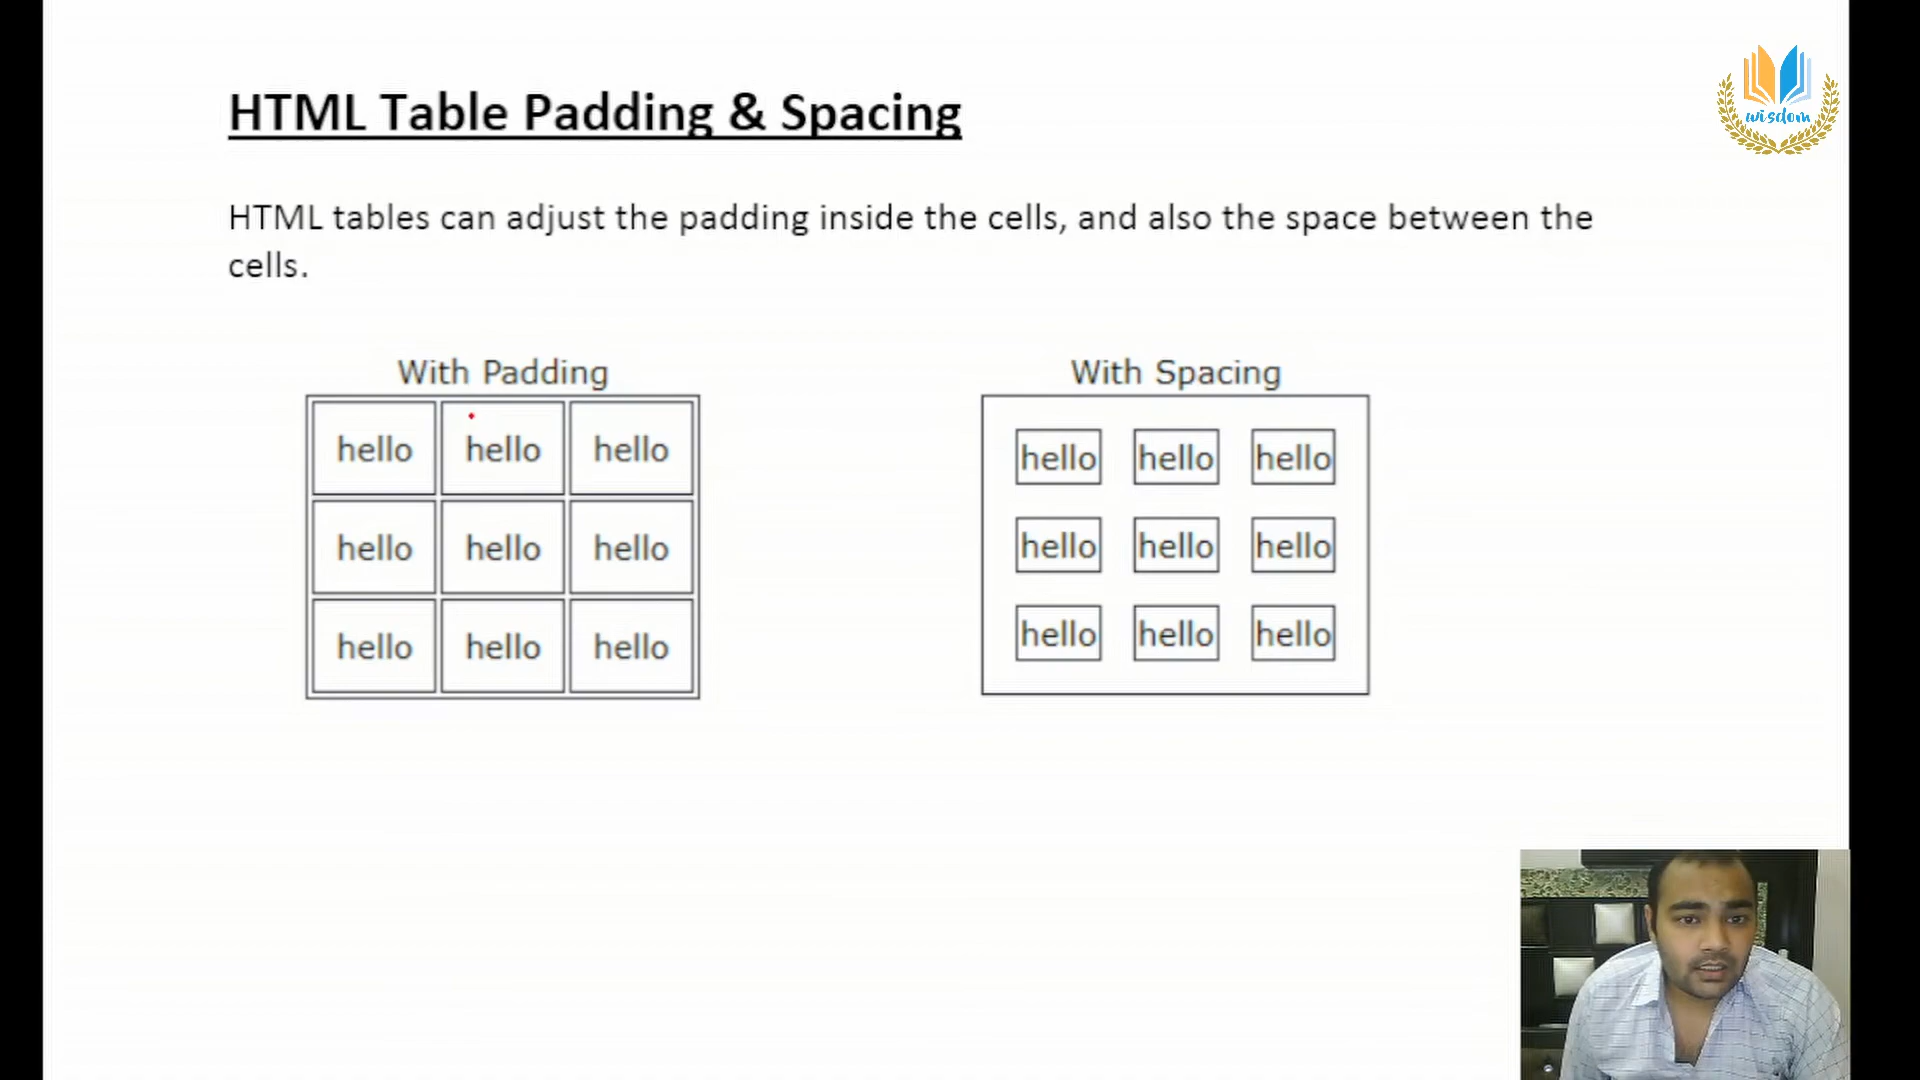 wisdom
HTML Table Padding & Spacing
HTML tables can adjust the padding inside the cells, and also the space between the
cells.
With Padding
hello hello hello
hello hello hello
hello hello hello
With Spacing
hello hello hello
hello hello hello
hello hello hello